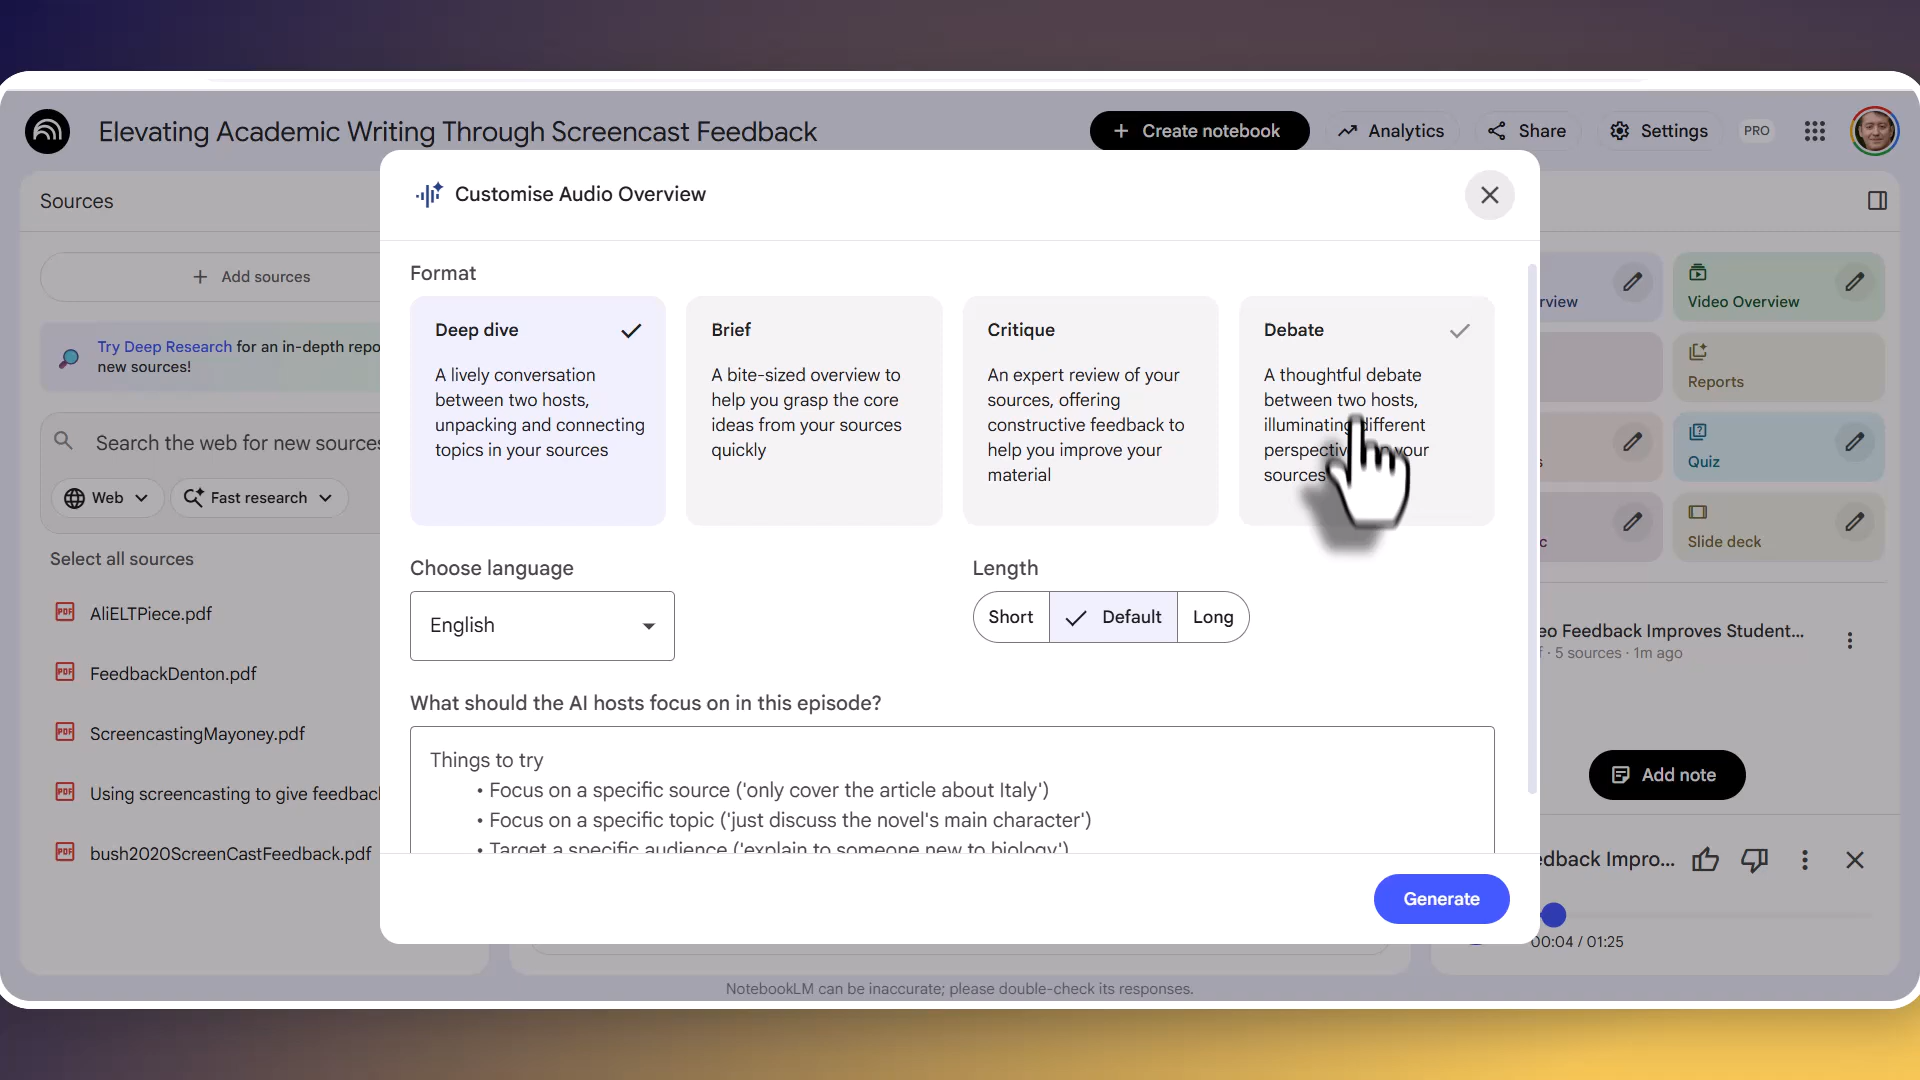 Elevating Academic Writing Through Screencast Feedback
Create notebook
Analytics
Share
Settings
PRO
Sources
Add sources
Try Deep Research for an in-depth repo
new sources!
Search the web for new sources
Web
Fast research
Select all sources
AliELTPiece.pdf
FeedbackDenton.pdf
ScreencastingMayoney.pdf
Using screencasting to give feedback
bush2020ScreenCastFeedback.pdf
Customise Audio Overview
Format
Deep dive
A lively conversation
between two hosts,
unpacking and connecting
topics in your sources
Brief
A bite-sized overview to
help you grasp the core
ideas from your sources
quickly
Critique
An expert review of your
sources, offering
constructive feedback to
help you improve your
material
Debate
A thoughtful debate
between two hosts,
illuminating different
your
sources
Choose language
English
Length
Short
Default
Long
What should the AI hosts focus on in this episode?
Things to try
• Focus on a specific source ('only cover the article about Italy')
• Focus on a specific topic ('just discuss the novel's main character')
• Target a specific audience ('explain to someone new to biology')
Generate
rview
Video Overview
Reports
s
Quiz
c
Slide deck
eo Feedback Improves Student...
f · 5 sources · 1m ago
Add note
edback Impro...
00:04 / 01:25
NotebookLM can be inaccurate; please double-check its responses.